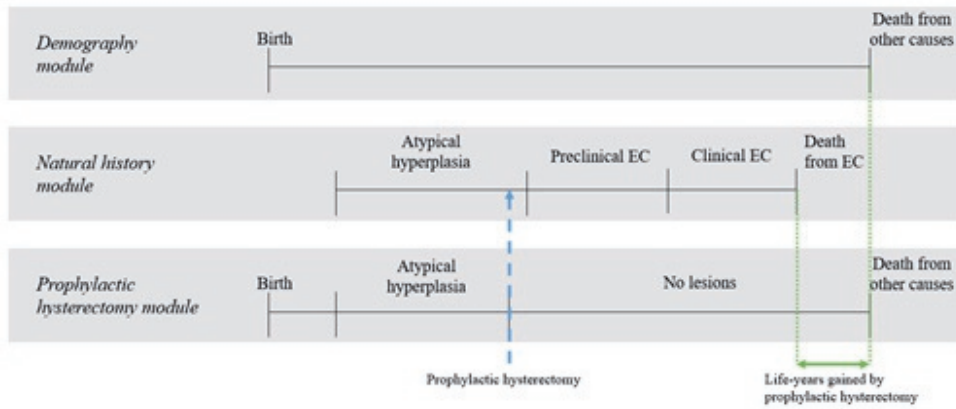 Demography
module
Birth
Death from
other causes
Natural history
module
Atypical
hyperplasia
Preclinical EC
Clinical EC
Death
from EC
Prophylactic
hysterectomy module
Birth
Atypical
hyperplasia
No lesions
Death from
other causes
Prophylactic hysterectomy
Life-years gained by
prophylactic hysterectomy